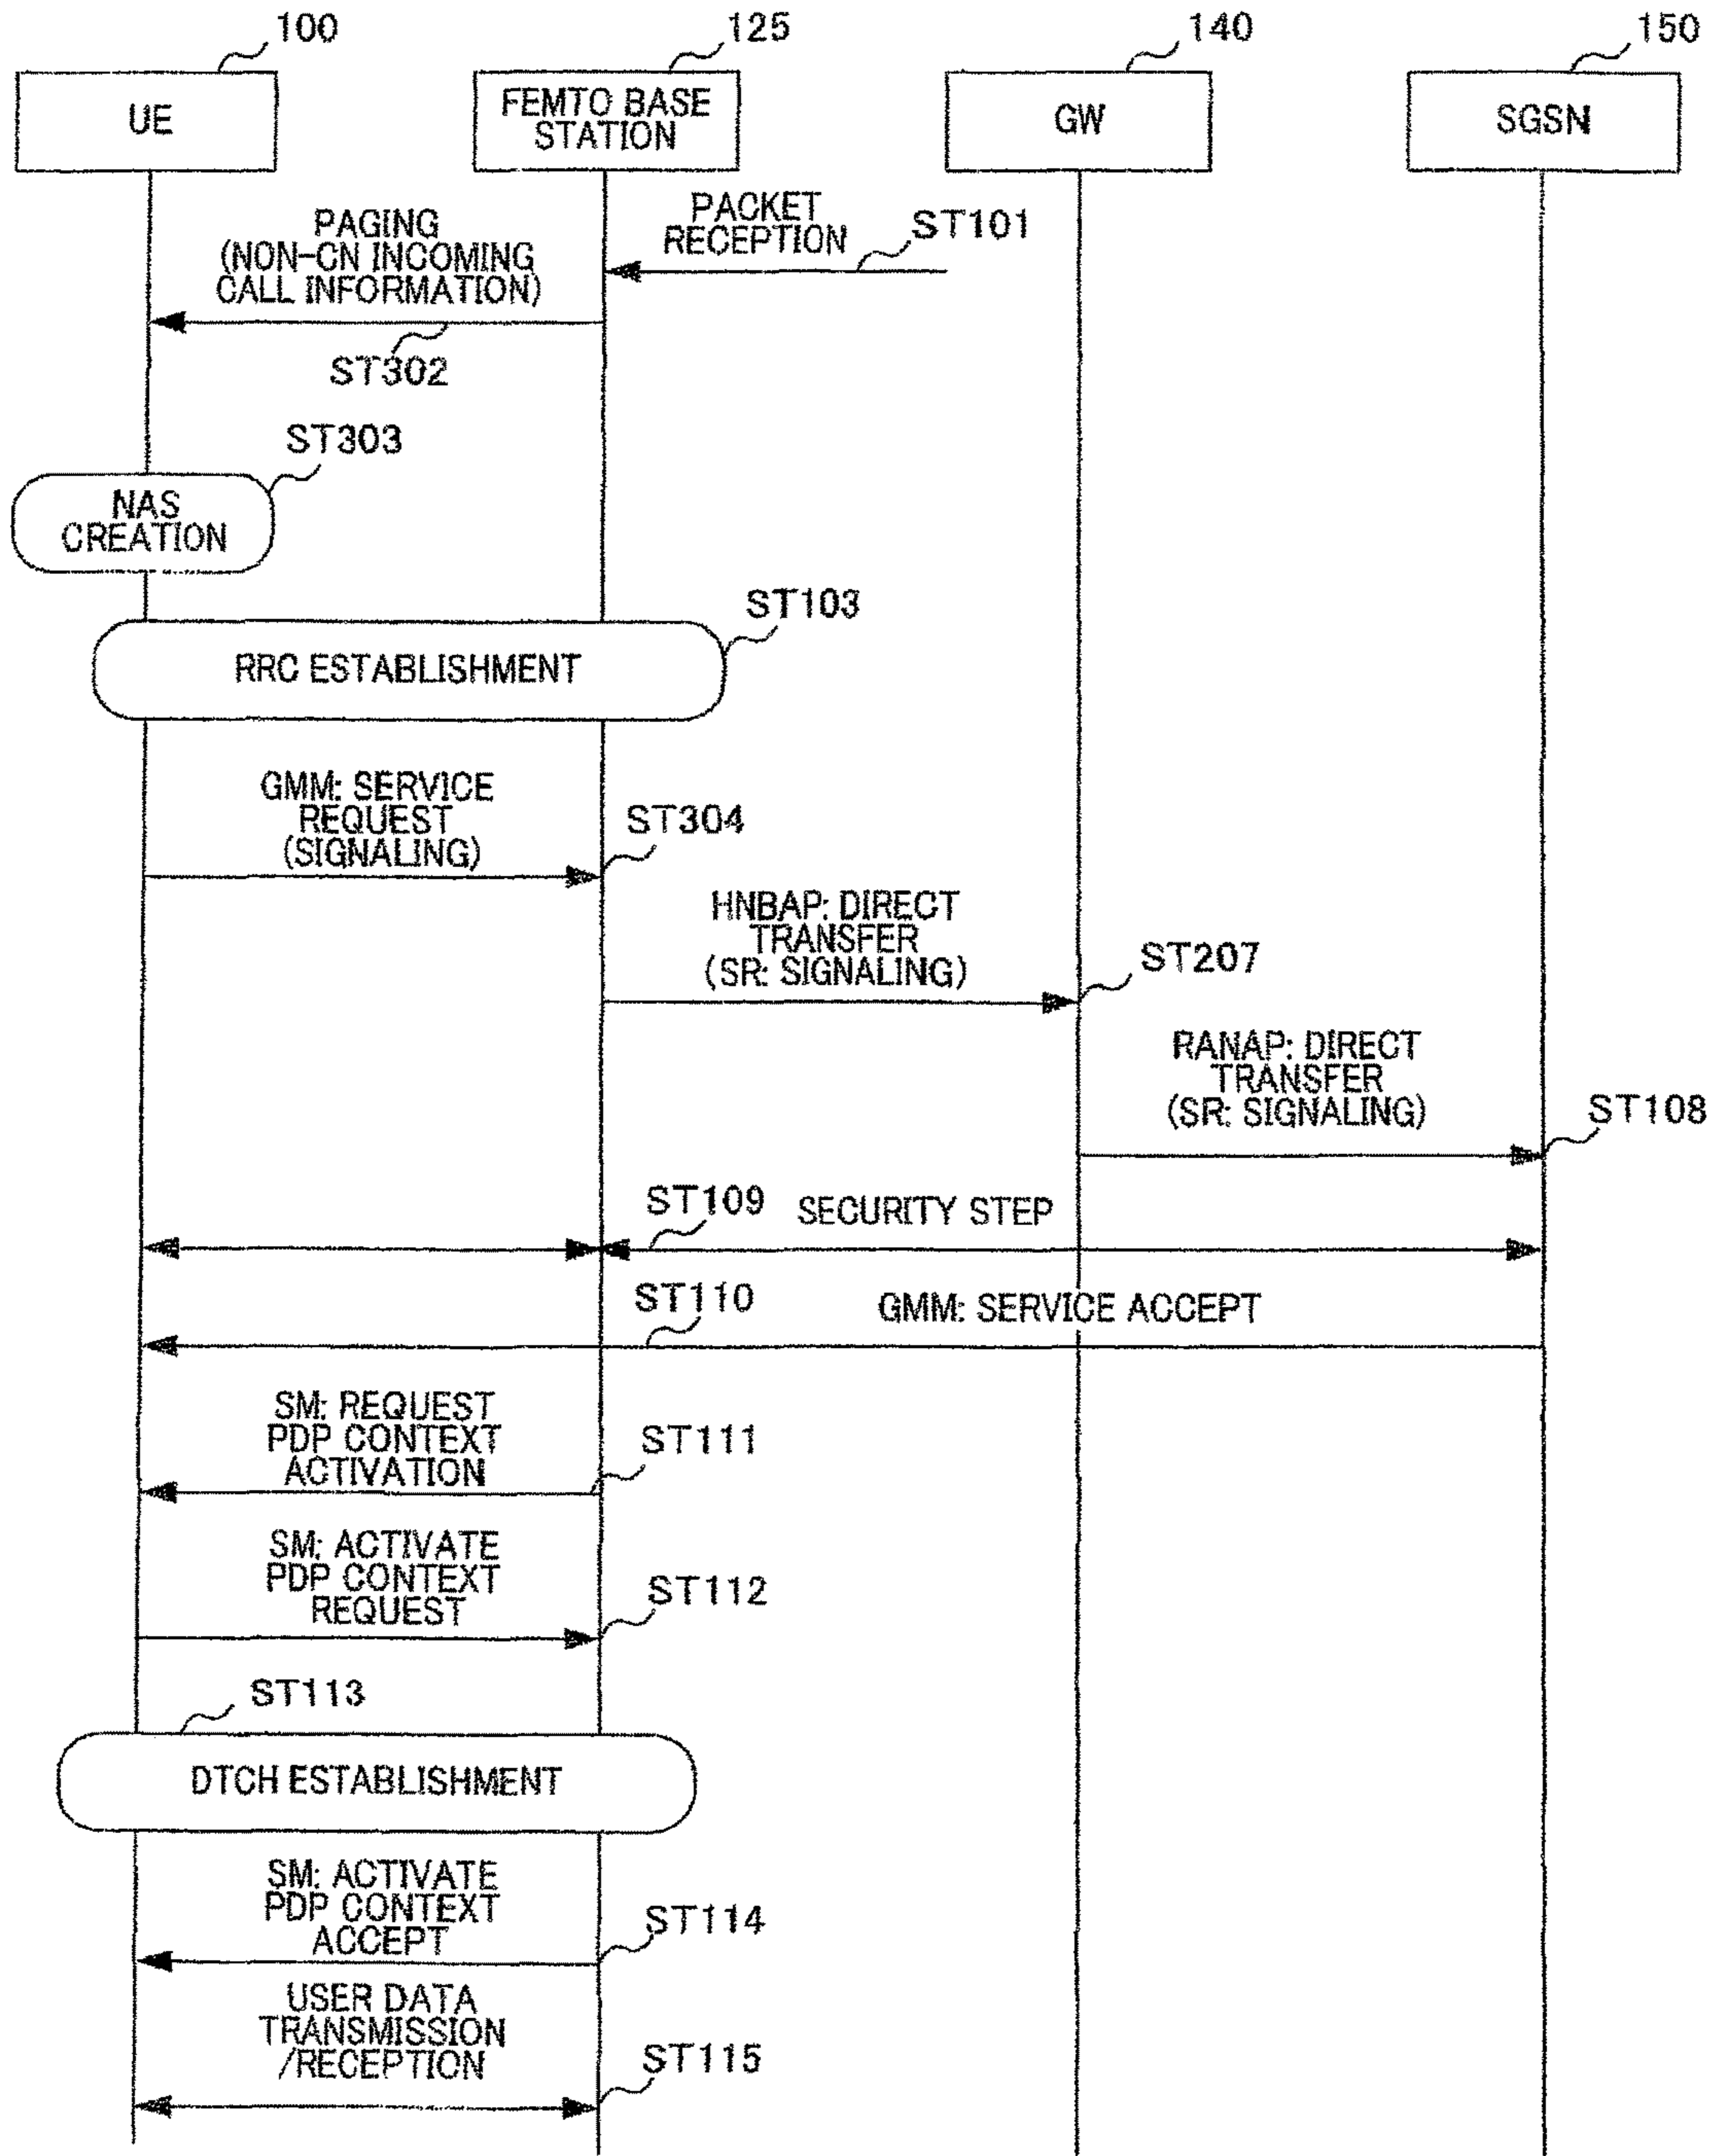 100
125
140
150
UE
FEMTO BASE
STATION
GW
SGSN
PACKET
RECEPTION
ST101
PAGING
(NON-CN INCOMING
CALL INFORMATION)
ST302
ST303
NAS
CREATION
ST103
RRC ESTABLISHMENT
GMM: SERVICE
REQUEST
(SIGNALING)
ST304
HNBAP: DIRECT
TRANSFER
(SR: SIGNALING)
ST207
RANAP: DIRECT
TRANSFER
(SR: SIGNALING)
ST108
ST109
SECURITY STEP
ST110
GMM: SERVICE ACCEPT
SM: REQUEST
PDP CONTEXT
ACTIVATION
ST111
SM: ACTIVATE
PDP CONTEXT
REQUEST
ST112
ST113
DTCH ESTABLISHMENT
SM: ACTIVATE
PDP CONTEXT
ACCEPT
ST114
USER DATA
TRANSMISSION
/RECEPTION
ST115